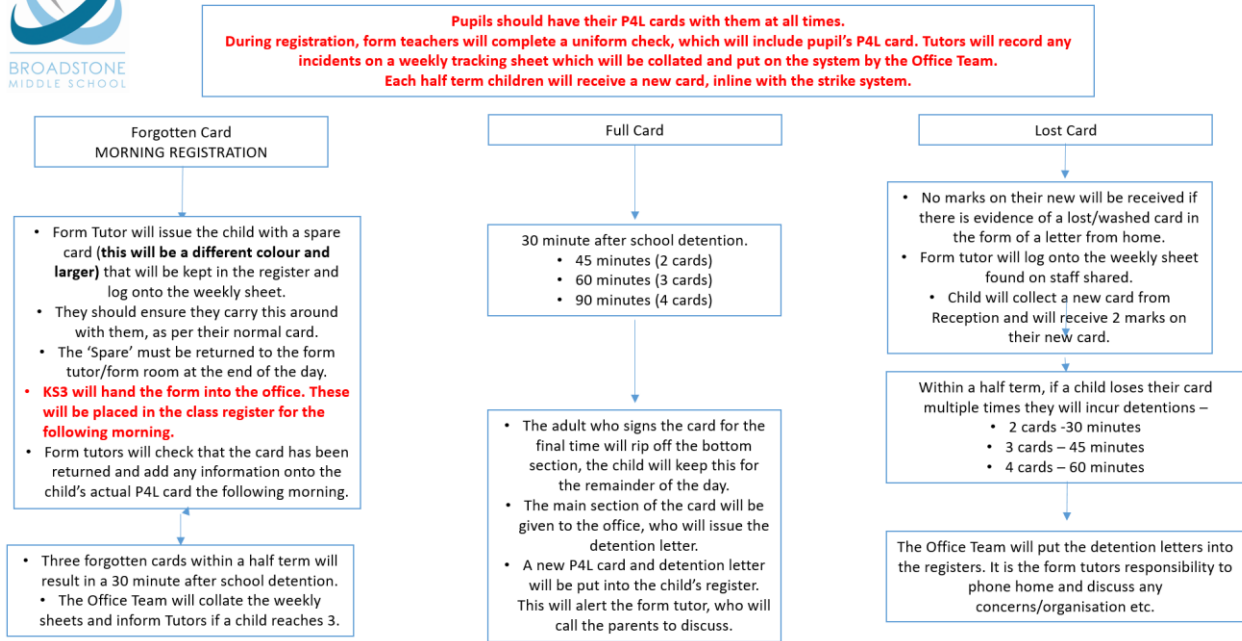 BROADSTONE
MIDDLE SCHOOL
Pupils should have their P4L cards with them at all times.
During registration, form teachers will complete a uniform check, which will include pupil's P4L card. Tutors will record any
incidents on a weekly tracking sheet which will be collated and put on the system by the Office Team.
Each half term children will receive a new card, inline with the strike system.
Forgotten Card
MORNING REGISTRATION
• Form Tutor will issue the child with a spare
card (this will be a different colour and
larger) that will be kept in the register and
log onto the weekly sheet.
• They should ensure they carry this around
with them, as per their normal card.
• The 'Spare' must be returned to the form
tutor/form room at the end of the day.
• KS3 will hand the form into the office. These
will be placed in the class register for the
following morning.
• Form tutors will check that the card has been
returned and add any information onto the
child's actual P4L card the following morning.
• Three forgotten cards within a half term will
result in a 30 minute after school detention.
• The Office Team will collate the weekly
sheets and inform Tutors if a child reaches 3.
Full Card
30 minute after school detention.
• 45 minutes (2 cards)
• 60 minutes (3 cards)
• 90 minutes (4 cards)
• The adult who signs the card for the
final time will rip off the bottom
section, the child will keep this for
the remainder of the day.
• The main section of the card will be
given to the office, who will issue the
detention letter.
• A new P4L card and detention letter
will be put into the child's register.
This will alert the form tutor, who will
call the parents to discuss.
Lost Card
• No marks on their new will be received if
there is evidence of a lost/washed card in
the form of a letter from home.
• Form tutor will log onto the weekly sheet
found on staff shared.
• Child will collect a new card from
Reception and will receive 2 marks on
their new card.
Within a half term, if a child loses their card
multiple times they will incur detentions –
• 2 cards -30 minutes
• 3 cards – 45 minutes
• 4 cards – 60 minutes
The Office Team will put the detention letters into
the registers. It is the form tutors responsibility to
phone home and discuss any
concerns/organisation etc.